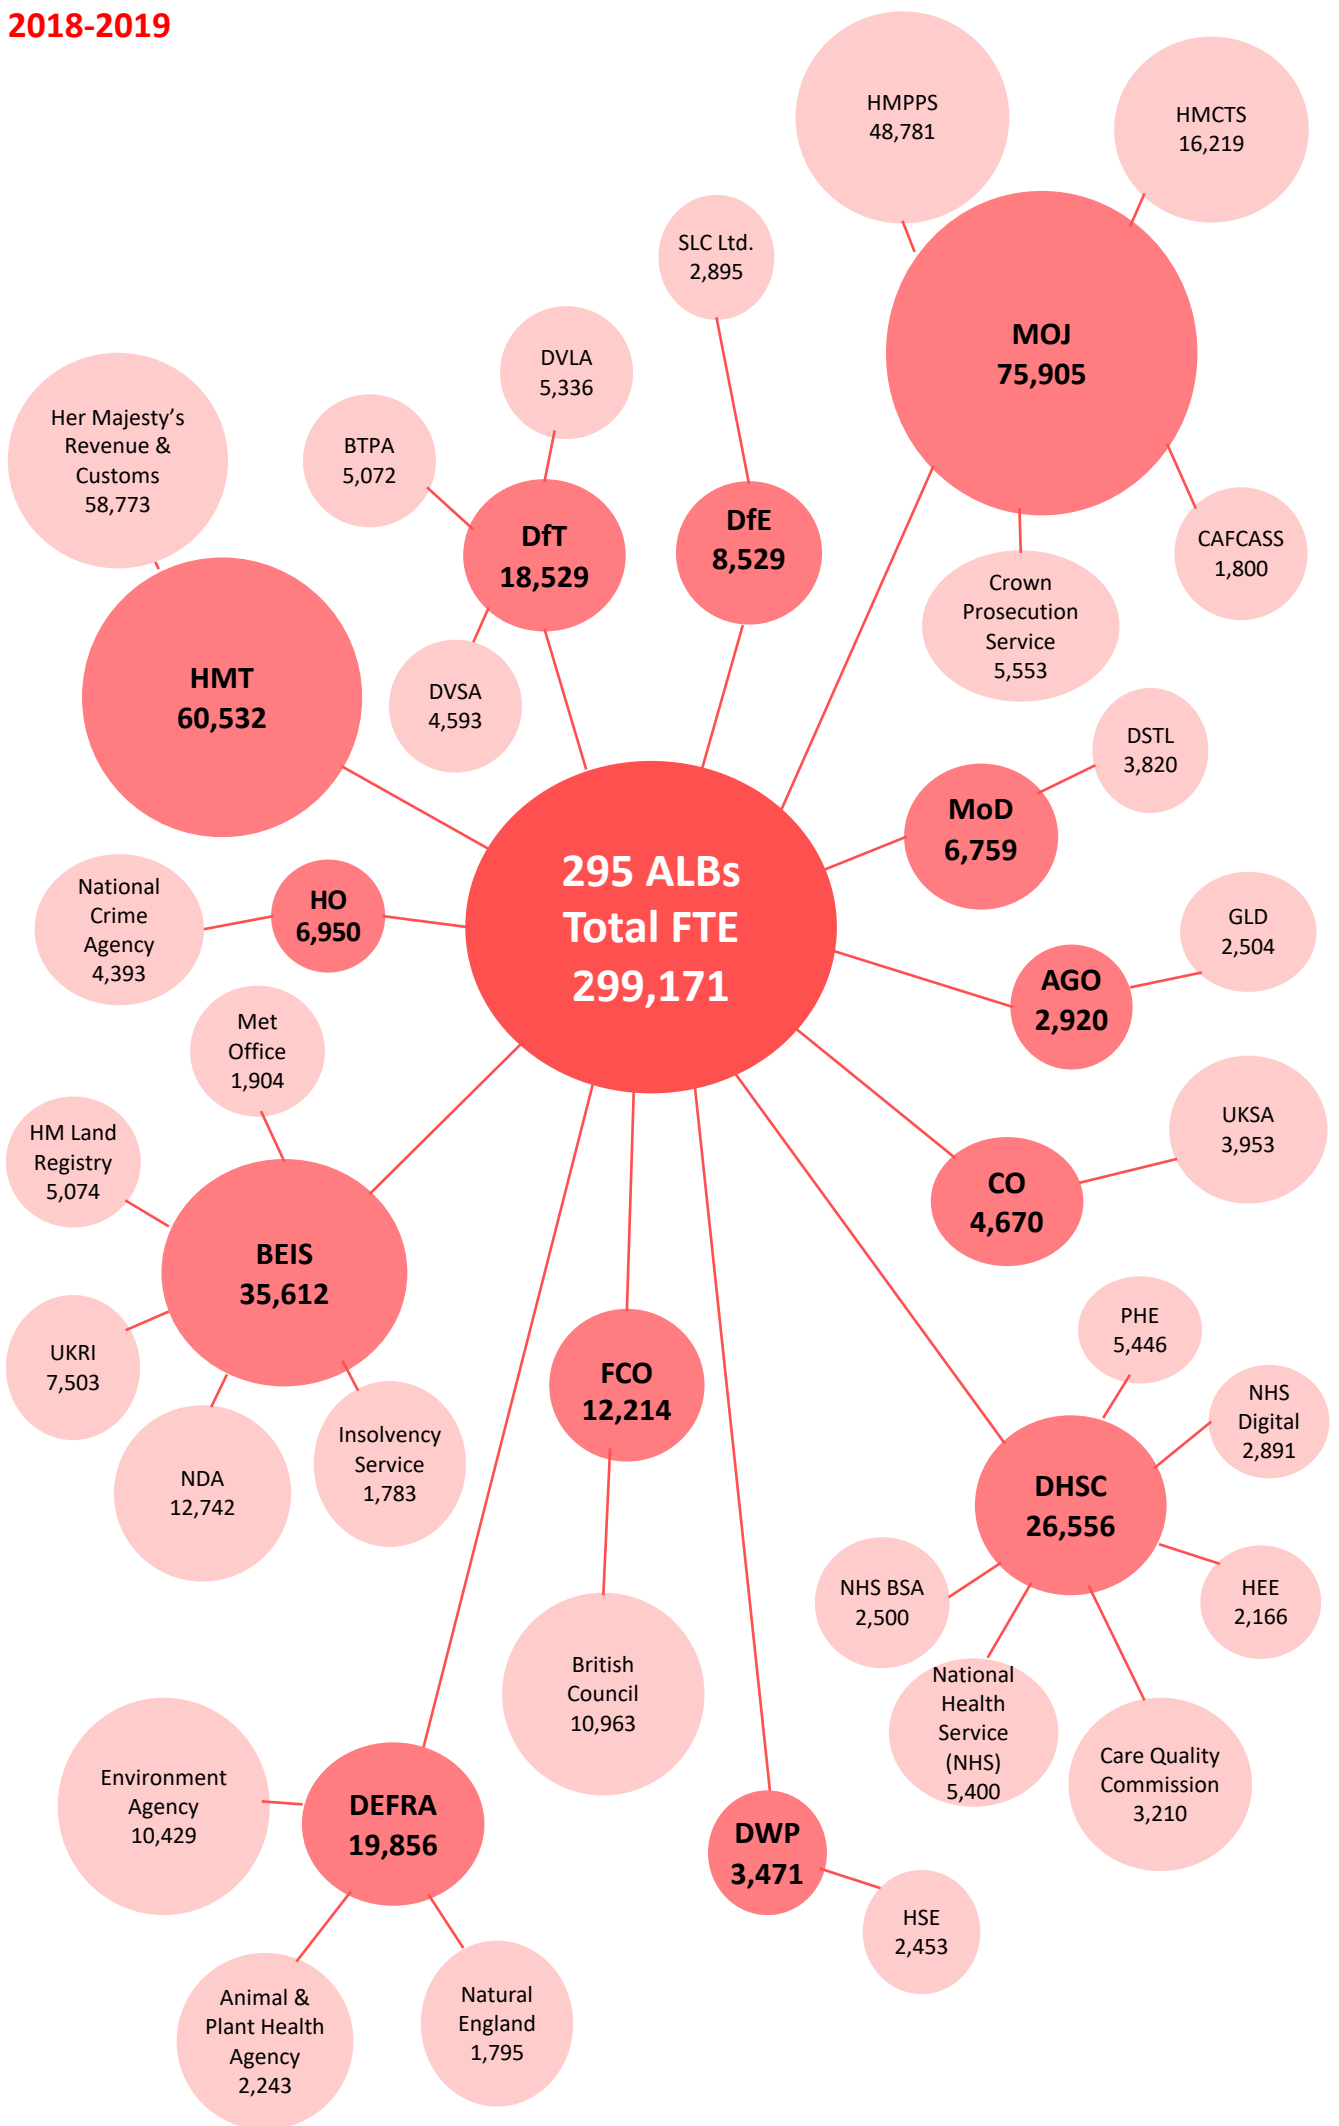 2018-2019
HMPPS
48,781
HMCTS
16,219
SLC Ltd.
2,895
MOJ
75,905
DVLA
5,336
Her Majesty’s
Revenue &
Customs
58,773
BTPA
5,072
DfT
18,529
DfE
8,529
CAFCASS
1,800
Crown
Prosecution
Service
5,553
HMT
60,532
DVSA
4,593
DSTL
3,820
MoD
6,759
295 ALBs
Total FTE
299,171
National
Crime
Agency
4,393
HO
6,950
GLD
2,504
AGO
2,920
Met
Office
1,904
HM Land
Registry
5,074
UKSA
3,953
CO
4,670
BEIS
35,612
UKRI
7,503
NDA
12,742
Insolvency
Service
1,783
FCO
12,214
PHE
5,446
NHS
Digital
2,891
DHSC
26,556
NHS BSA
2,500
HEE
2,166
National
Health
Service
(NHS)
5,400
Care Quality
Commission
3,210
British
Council
10,963
Environment
Agency
10,429
DEFRA
19,856
DWP
3,471
HSE
2,453
Animal &
Plant Health
Agency
2,243
Natural
England
1,795